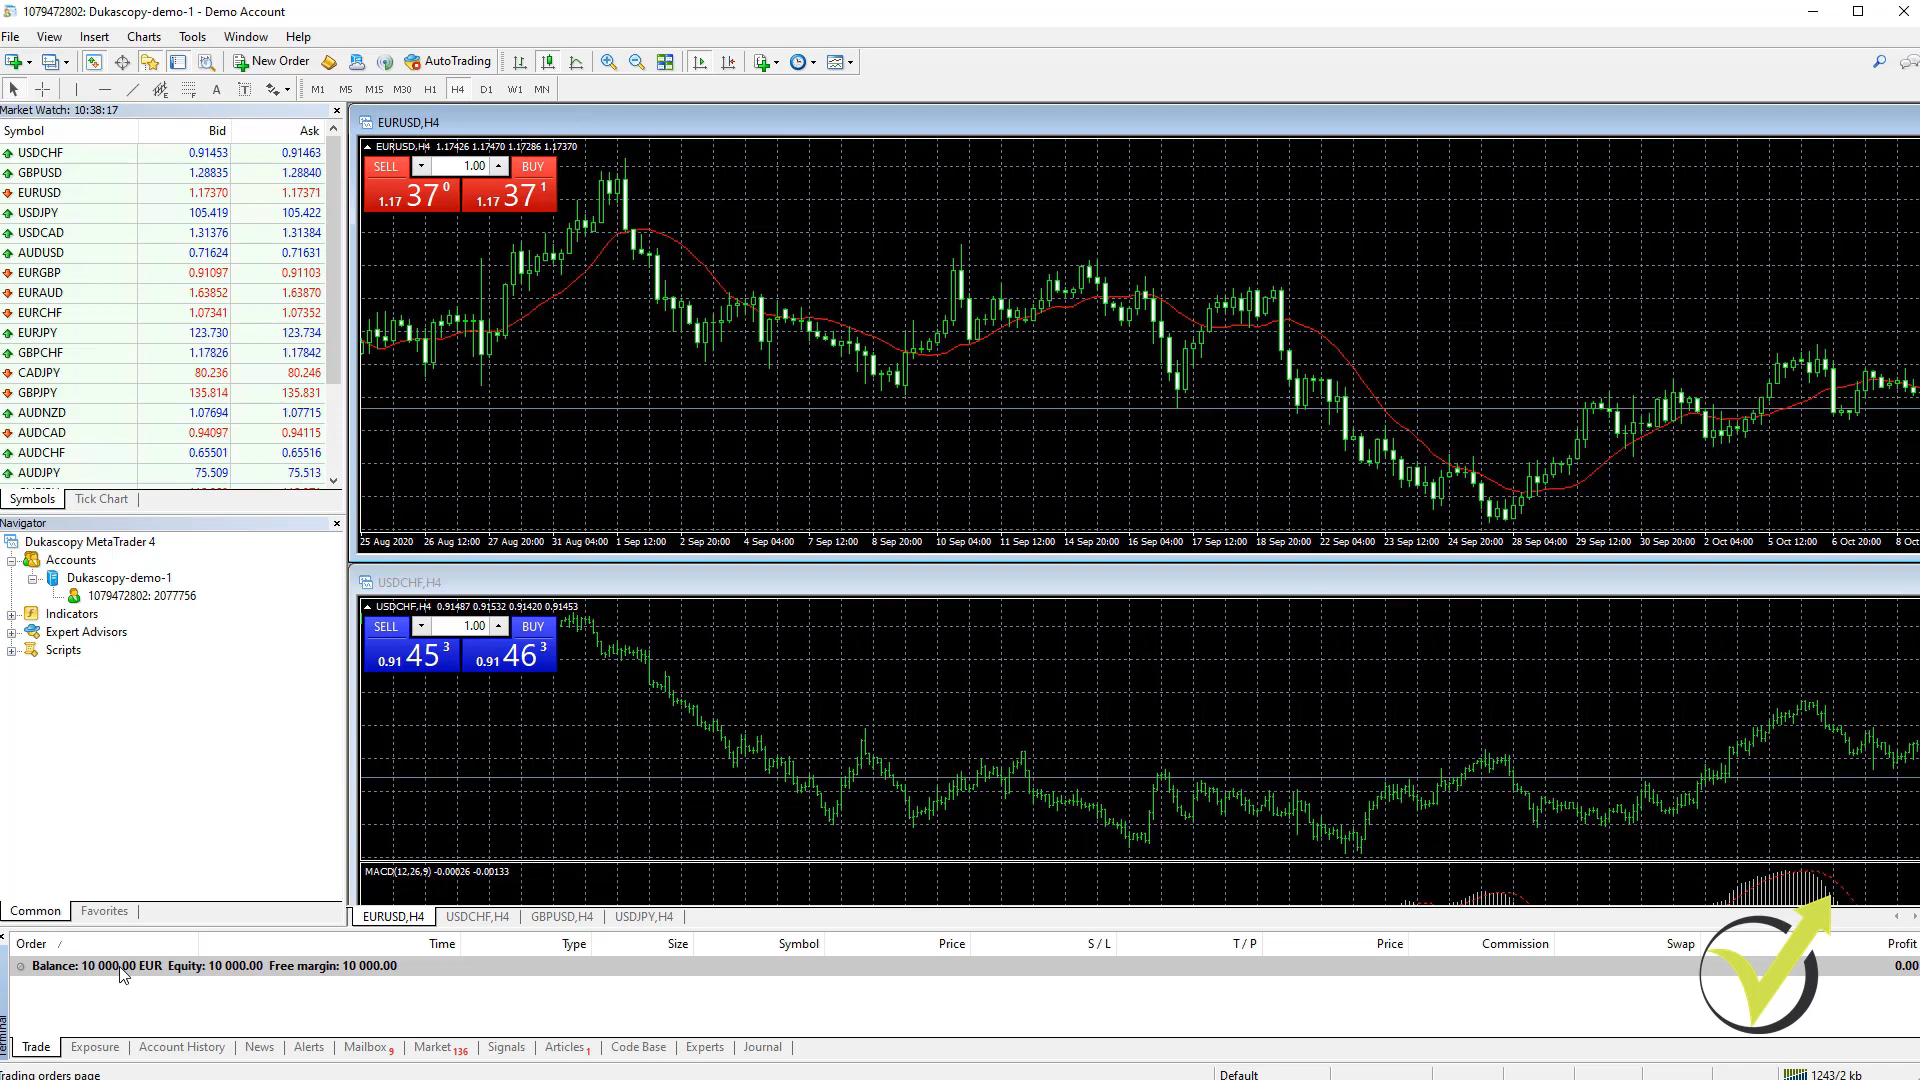 1079472802: Dukascopy-demo-1 - Demo Account
File View Insert Charts Tools Window Help
New Order AutoTrading
A T M1 M5 M15 M30 H1 H4 D1 W1 MN
Market Watch: 10:38:17
Symbol Bid Ask
USDCHF 0.91453 0.91463
GBPUSD 1.28835 1.28840
EURUSD 1.17370 1.17371
USDJPY 105.419 105.422
USDCAD 1.31376 1.31384
AUDUSD 0.71624 0.71631
EURGBP 0.91097 0.91103
EURAUD 1.63852 1.63870
EURCHF 1.07341 1.07352
EURJPY 123.730 123.734
GBPCHF 1.17826 1.17842
CADJPY 80.236 80.246
GBPJPY 135.814 135.831
AUDNZD 1.07694 1.07715
AUDCAD 0.94097 0.94115
AUDCHF 0.65501 0.65516
AUDJPY 75.509 75.513
Symbols Tick Chart
Navigator
Dukascopy MetaTrader 4
Accounts
Dukascopy-demo-1
1079472802: 2077756
Indicators
Expert Advisors
Scripts
Common Favorites
EURUSD,H4
EURUSD,H4 1.17426 1.17470 1.17286 1.17370
SELL 1.00 BUY
1.17 37 0 1.17 37 1
25 Aug 2020 26 Aug 12:00 27 Aug 20:00 31 Aug 04:00 1 Sep 12:00 2 Sep 20:00 4 Sep 04:00 7 Sep 12:00 8 Sep 20:00 10 Sep 04:00 11 Sep 12:00 14 Sep 20:00 16 Sep 04:00 17 Sep 12:00 18 Sep 20:00 22 Sep 04:00 23 Sep 12:00 24 Sep 20:00 28 Sep 04:00 29 Sep 12:00 30 Sep 20:00 2 Oct 04:00 5 Oct 12:00 6 Oct 20:00 8 Oct
USDCHF,H4
USDCHF,H4 0.91487 0.91532 0.91420 0.91453
SELL 1.00 BUY
0.91 45 3 0.91 46 3
MACD(12,26,9) -0.00026 -0.00133
EURUSD,H4 USDCHF,H4 GBPUSD,H4 USDJPY,H4
Order / Time Type Size Symbol Price S / L T / P Price Commission Swap Profit
Balance: 10 000.00 EUR Equity: 10 000.00 Free margin: 10 000.00 0.00
Terminal
Trade Exposure Account History News Alerts Mailbox 9 Market 136 Signals Articles 1 Code Base Experts Journal
Trading orders page Default 1243/2 kb